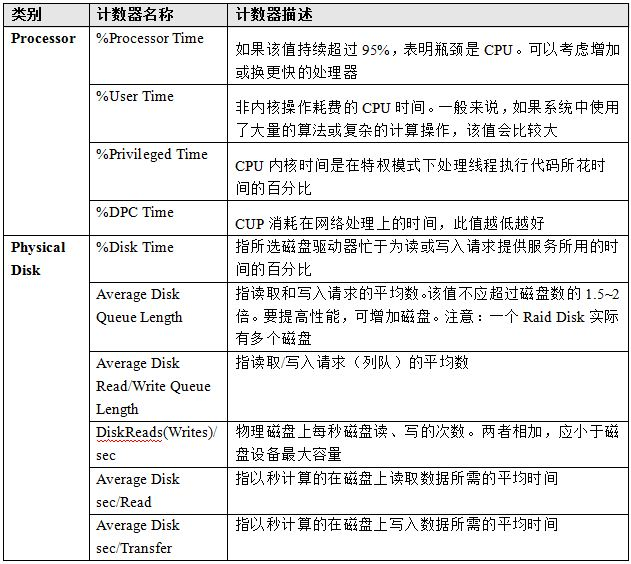 类别 计数器名称 计数器描述
Processor %Processor Time 如果该值持续超过 95%，表明瓶颈是 CPU。可以考虑增加
或换更快的处理器
%User Time 非内核操作耗费的 CPU 时间。一般来说，如果系统中使用
了大量的算法或复杂的计算操作，该值会比较大
%Privileged Time CPU 内核时间是在特权模式下处理线程执行代码所花时
间的百分比
%DPC Time CUP 消耗在网络处理上的时间，此值越低越好
Physical %Disk Time 指所选磁盘驱动器忙于为读或写入请求提供服务所用的时
Disk 间的百分比
Average Disk 指读取和写入请求的平均数。该值不应超过磁盘数的 1.5~2
Queue Length 倍。要提高性能，可增加磁盘。注意：一个 Raid Disk 实际
有多个磁盘
Average Disk 指读取/写入请求（列队）的平均数
Read/Write Queue
Length
DiskReads(Writes)/ 物理磁盘上每秒磁盘读、写的次数。两者相加，应小于磁
sec 盘设备最大容量
Average Disk 指以秒计算的在磁盘上读取数据所需的平均时间
sec/Read
Average Disk 指以秒计算的在磁盘上写入数据所需的平均时间
sec/Transfer